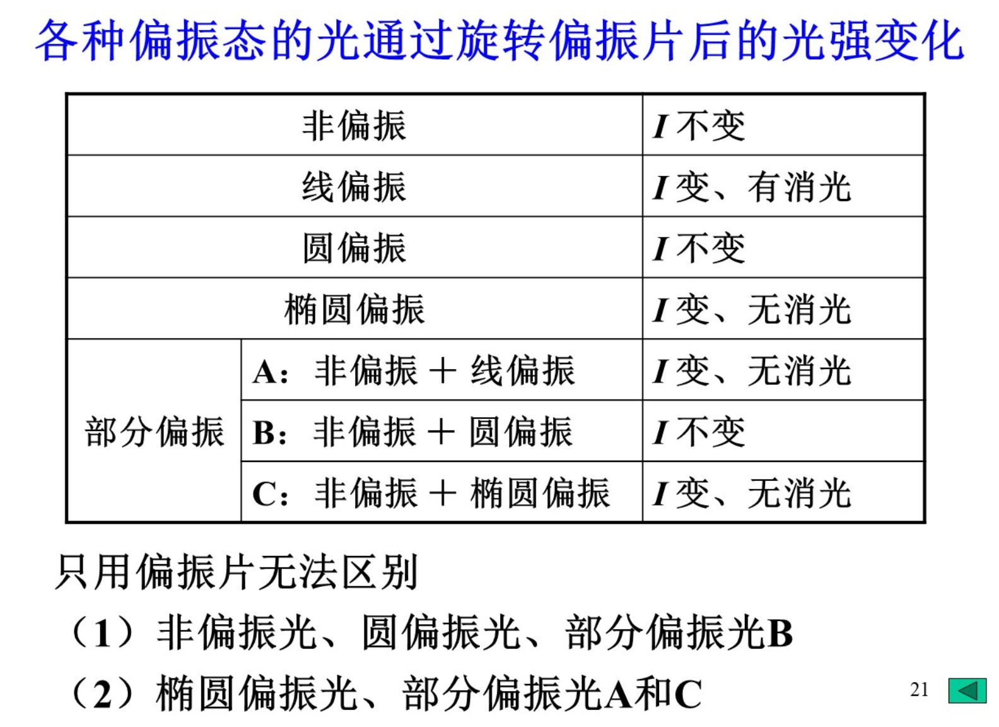 各种偏振态的光通过旋转偏振片后的光强变化
非偏振 I 不变
线偏振 I 变、有消光
圆偏振 I 不变
椭圆偏振 I 变、无消光
部分偏振
A：非偏振＋线偏振 I 变、无消光
B：非偏振＋圆偏振 I 不变
C：非偏振＋椭圆偏振 I 变、无消光
只用偏振片无法区别
（1）非偏振光、圆偏振光、部分偏振光B
（2）椭圆偏振光、部分偏振光A和C
21